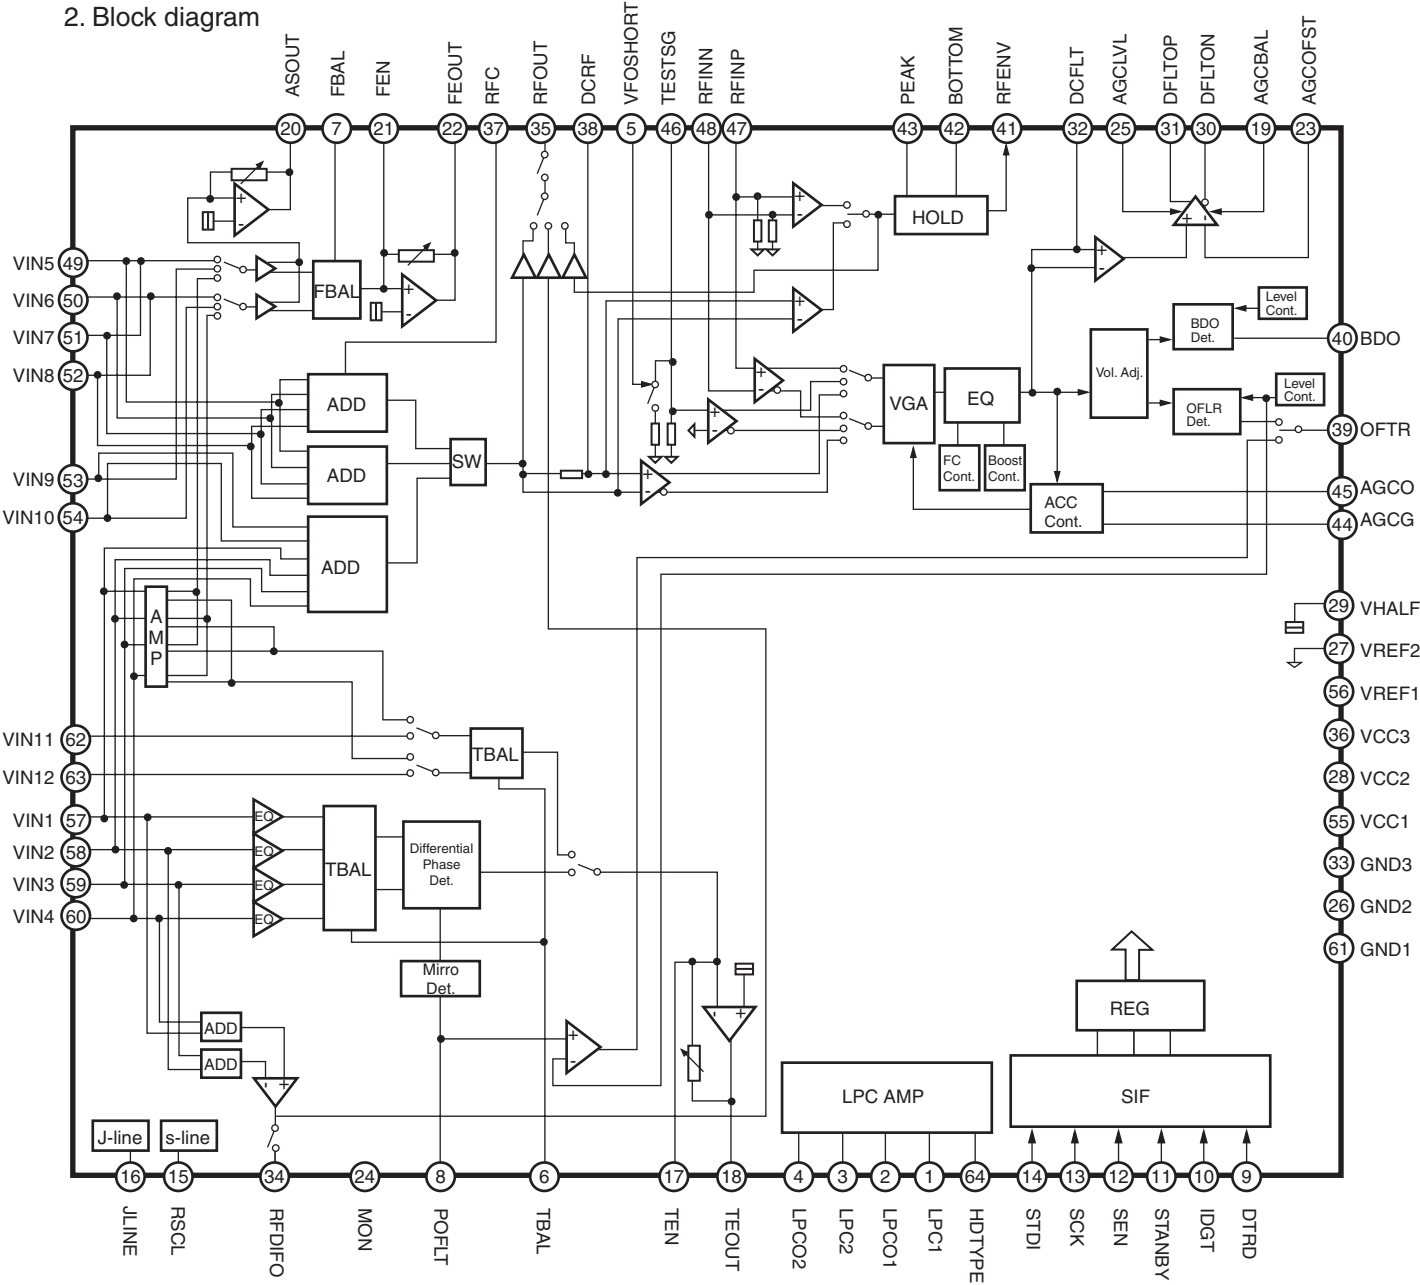 2. Block diagram
ASOUT
FBAL
FEN
FEOUT
RFC
RFOUT
DCRF
VFOSHORT
TESTSG
RFINN
RFINP
PEAK
BOTTOM
RFENV
DCFLT
AGCLVL
DFLTOP
DFLTON
AGCBAL
AGCOFST
20
7
21
22
37
35
38
5
46
48
47
43
42
41
32
25
31
30
19
23
+
-
HOLD
VIN5 49
VIN6 50
VIN7 51
VIN8 52
FBAL
+
-
+
-
+
-
+
-
+
-
BDO Det.
Level Cont.
40 BDO
Vol. Adj.
OFLR Det.
Level Cont.
39 OFTR
ADD
ADD
ADD
SW
+
-
+
-
+
-
VGA
EQ
FC Cont.
Boost Cont.
ACC Cont.
VIN9 53
VIN10 54
45 AGCO
44 AGCG
AMP
29 VHALF
27 VREF2
56 VREF1
36 VCC3
28 VCC2
55 VCC1
33 GND3
26 GND2
61 GND1
VIN11 62
VIN12 63
TBAL
VIN1 57
VIN2 58
VIN3 59
VIN4 60
EQ
EQ
EQ
EQ
TBAL
Differential
Phase
Det.
Mirro
Det.
ADD
ADD
-
+
+
-
-
+
REG
LPC AMP
SIF
J-line
s-line
16
15
34
24
8
6
17
18
4
3
2
1
64
14
13
12
11
10
9
JLINE
RSCL
RFDIFO
MON
POFLT
TBAL
TEN
TEOUT
LPCO2
LPC2
LPCO1
LPC1
HDTYPE
STDI
SCK
SEN
STANBY
IDGT
DTRD